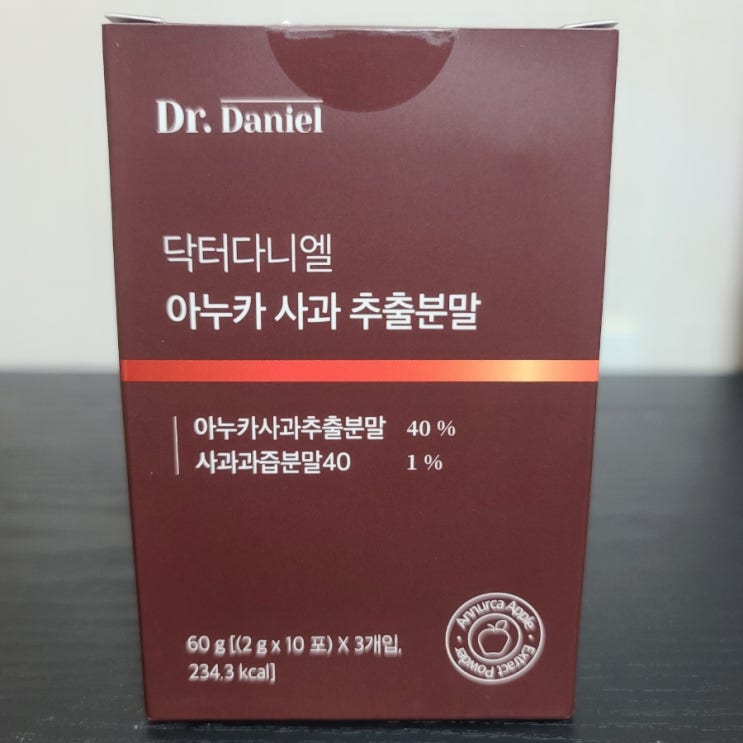 Dr. Daniel
닥터다니엘
아누카 사과 추출분말
아누카사과추출분말 40 %
사과과즙분말40 1 %
Annurca Apple • Extract Powder •
60 g [(2 g x 10 포) X 3개입,
234.3 kcal]